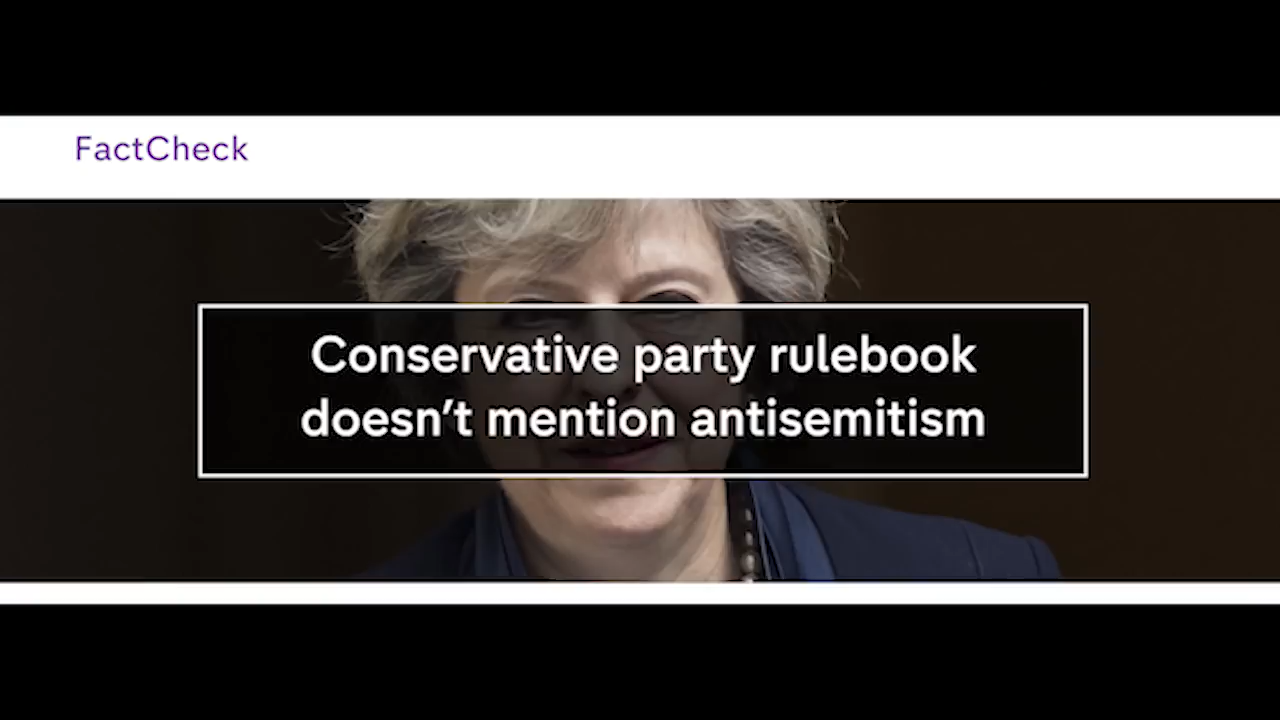 FactCheck
Conservative party rulebook
doesn’t mention antisemitism